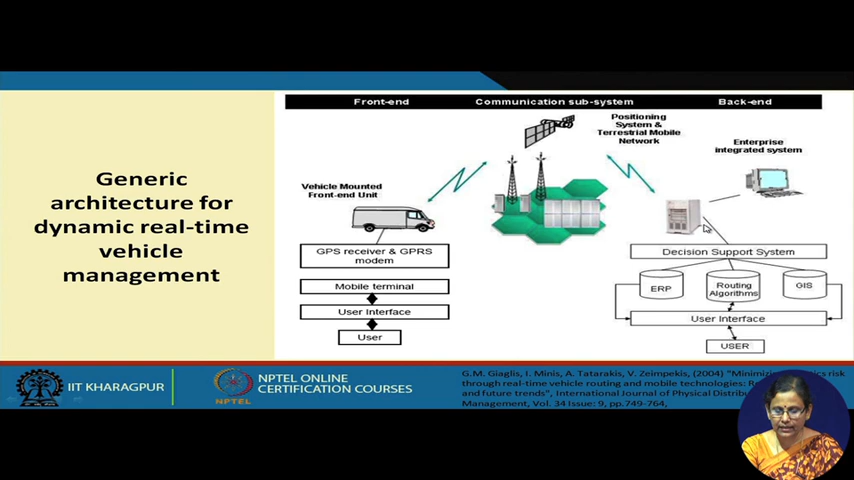 Generic
architecture for
dynamic real-time
vehicle
management
Front-end
Communication sub-system
Back-end
Positioning
System &
Terrestrial Mobile
Network
Enterprise
integrated system
Vehicle Mounted
Front-end Unit
GPS receiver & GPRS
modem
Mobile terminal
User Interface
User
Decision Support System
ERP
Routing
Algorithms
GIS
User Interface
USER
IIT KHARAGPUR
NPTEL
NPTEL ONLINE
CERTIFICATION COURSES
G.M. Giaglis, I. Minis, A. Tatarakis, V. Zeimpekis, (2004) "Minimizi
risk
through real-time vehicle routing and mobile technologies: R
and future trends", International Journal of Physical Distrib
Management, Vol. 34 Issue: 9, pp.749-764,